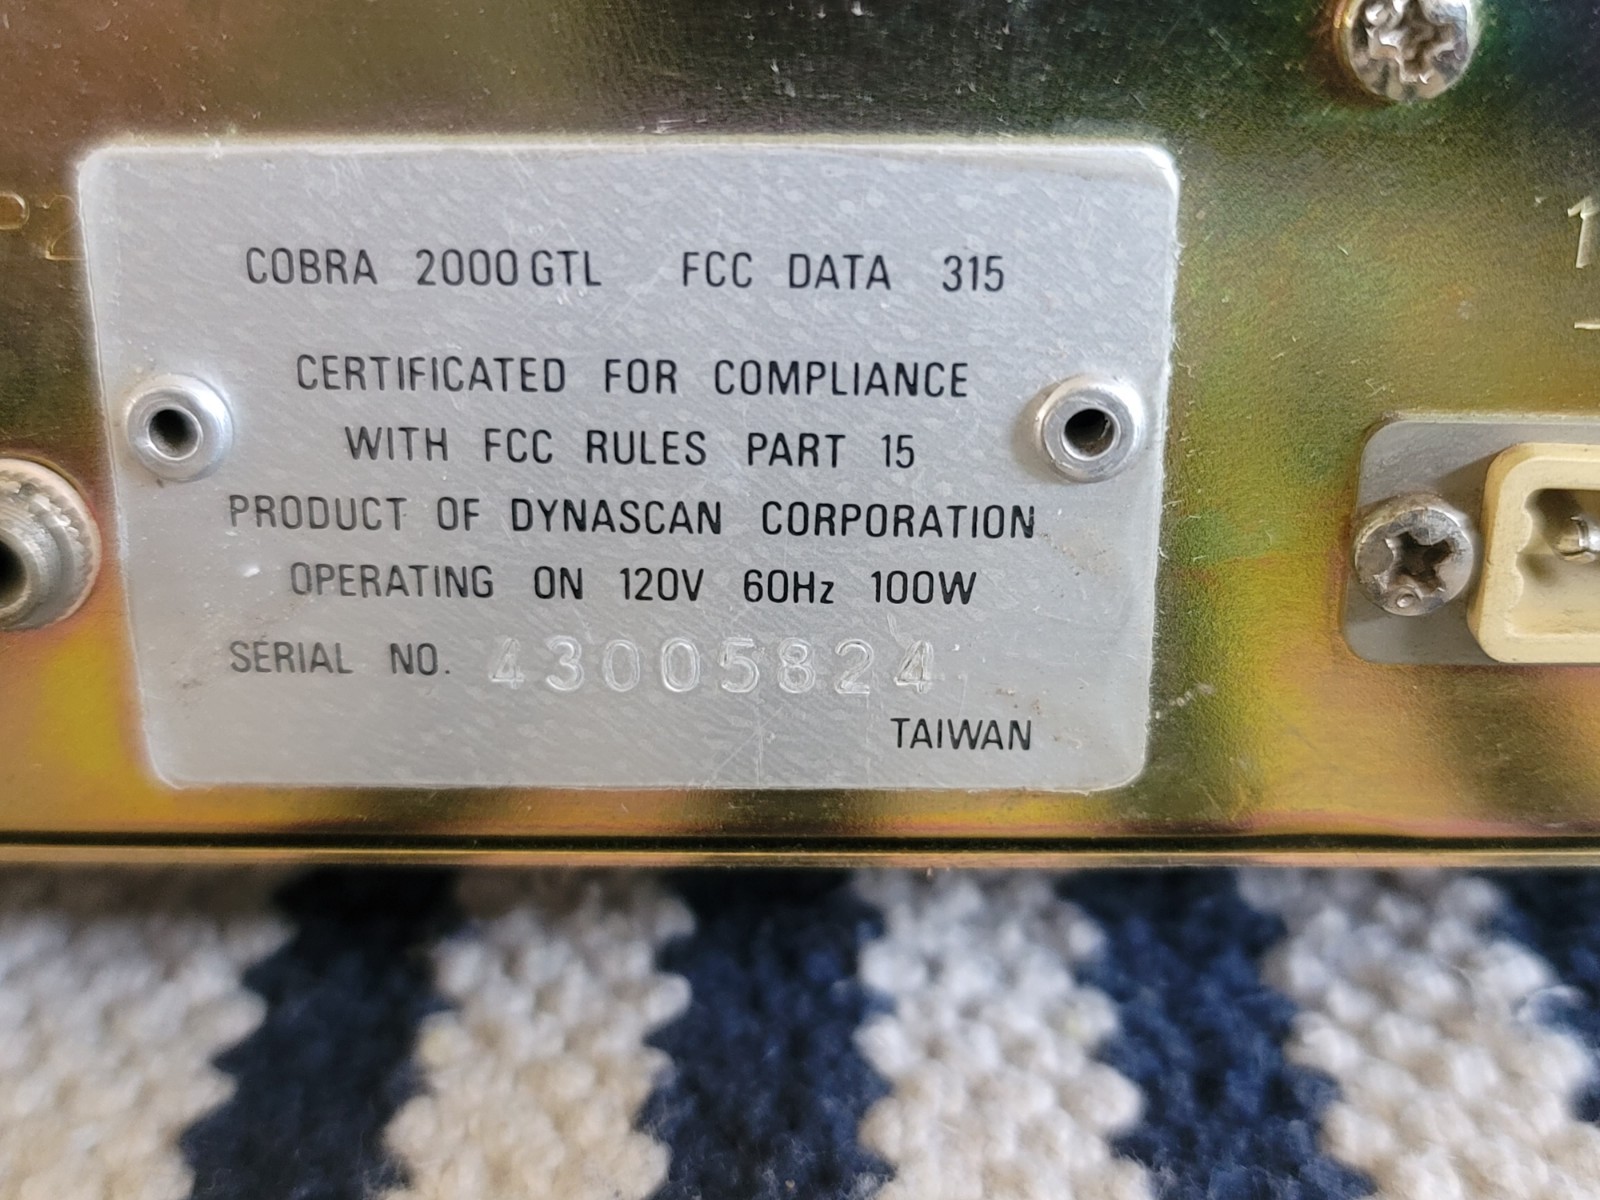 COBRA 2000 GTL FCC DATA 315
CERTIFICATED FOR COMPLIANCE
WITH FCC RULES PART 15
PRODUCT OF DYNASCAN CORPORATION
OPERATING ON 120V 60Hz 100W
SERIAL NO. 43005824
TAIWAN